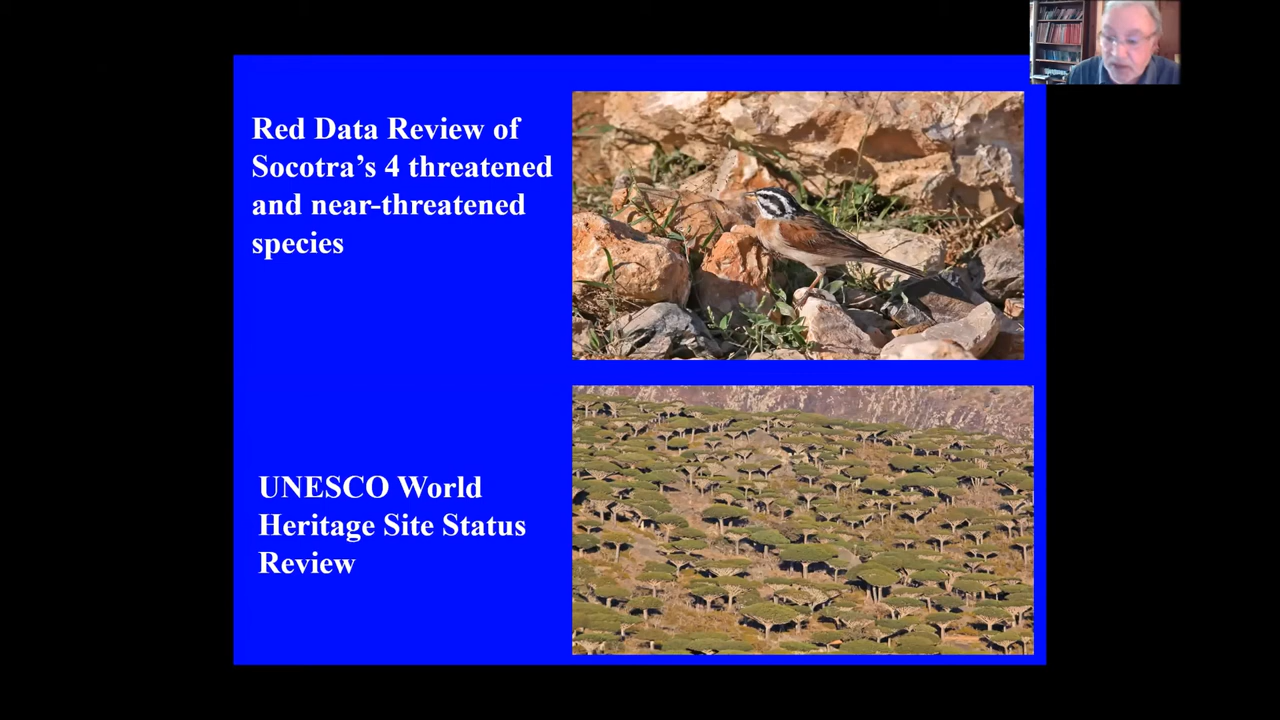 Red Data Review of
Socotra’s 4 threatened
and near-threatened
species
UNESCO World
Heritage Site Status
Review